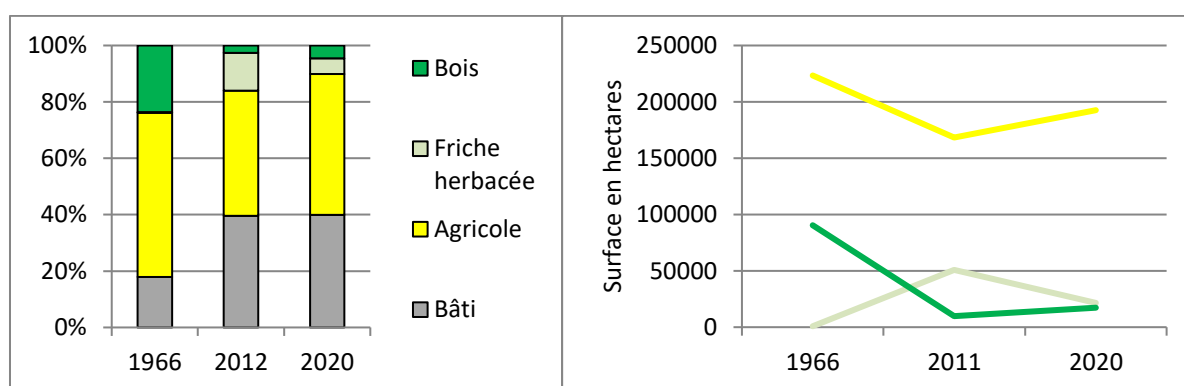 100%
80%
60%
40%
20%
0%
1966 2012 2020
Bois
Friche
herbacée
Agricole
Bâti
Surface en hectares
250000
200000
150000
100000
50000
0
1966 2011 2020